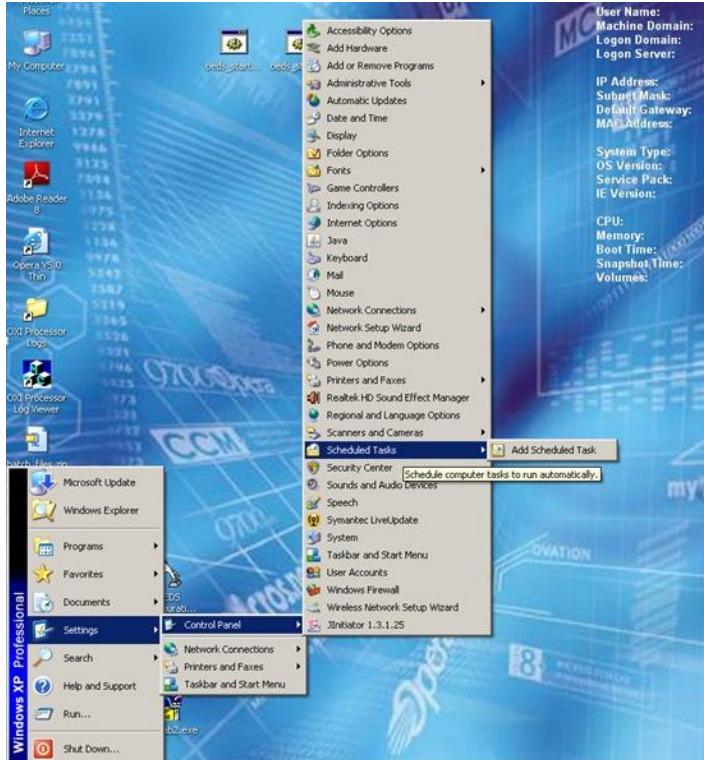 Places
My Computer
Internet
Explorer
Adobe Reader
8
Opera V5.0
Thin
OXI Processor
Logs
OXI Processor
Log Viewer
batch_files.zip
oeds_start...
Accessibility Options
Add Hardware
Add or Remove Programs
Administrative Tools
Automatic Updates
Date and Time
Display
Folder Options
Fonts
Game Controllers
Indexing Options
Internet Options
Java
Keyboard
Mail
Mouse
Network Connections
Network Setup Wizard
Phone and Modem Options
Power Options
Printers and Faxes
Realtek HD Sound Effect Manager
Regional and Language Options
Scanners and Cameras
Scheduled Tasks
Security Center
Sounds and Audio Devices
Speech
Symantec LiveUpdate
System
Taskbar and Start Menu
User Accounts
Windows Firewall
Wireless Network Setup Wizard
JInitiator 1.3.1.25
Add Scheduled Task
Schedule computer tasks to run automatically.
User Name:
Machine Domain:
Logon Domain:
Logon Server:
IP Address:
Subnet Mask:
Default Gateway:
MAC Address:
System Type:
OS Version:
Service Pack:
IE Version:
CPU:
Memory:
Boot Time:
Snapshot Time:
Volumes:
Microsoft Update
Windows Explorer
Programs
Favorites
Documents
Settings
Search
Help and Support
Run...
Shut Down...
Windows XP Professional
Control Panel
Network Connections
Printers and Faxes
Taskbar and Start Menu
CCM
9700
my
OVATION